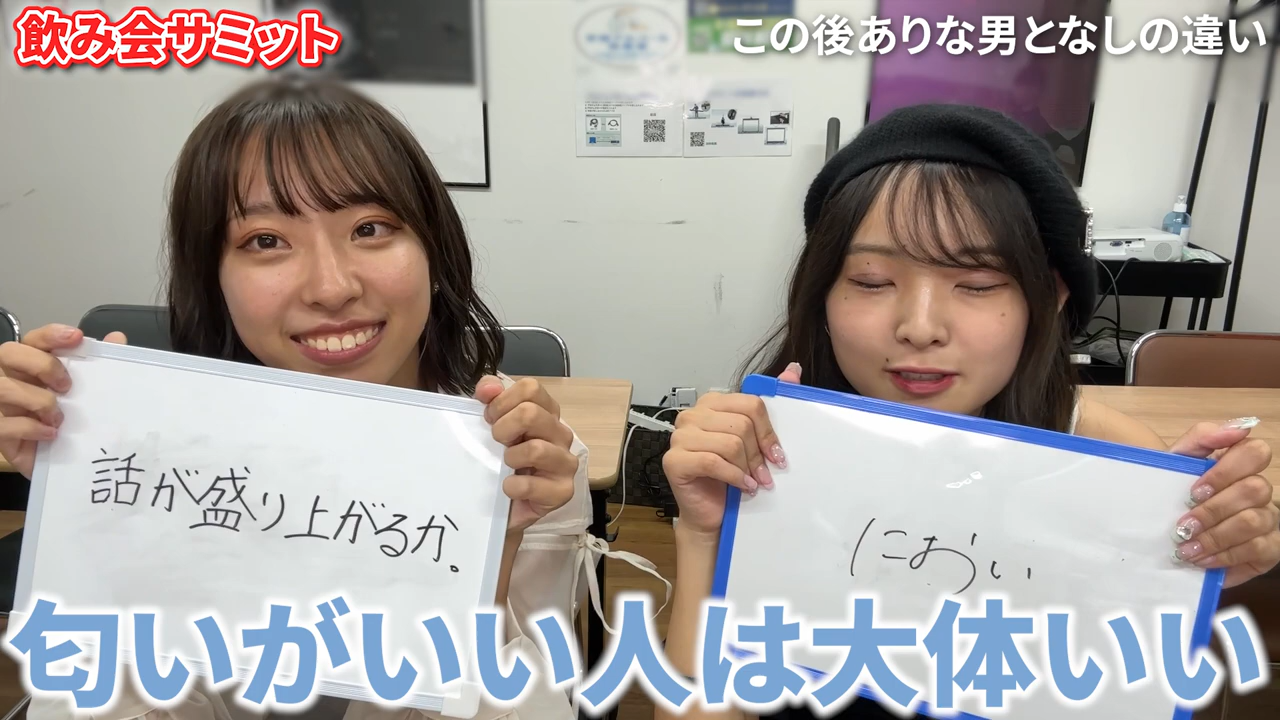 飲み会サミット
この後ありな男となしの違い
話が盛り上がるか。
におい
匂いがいい人は大体いい